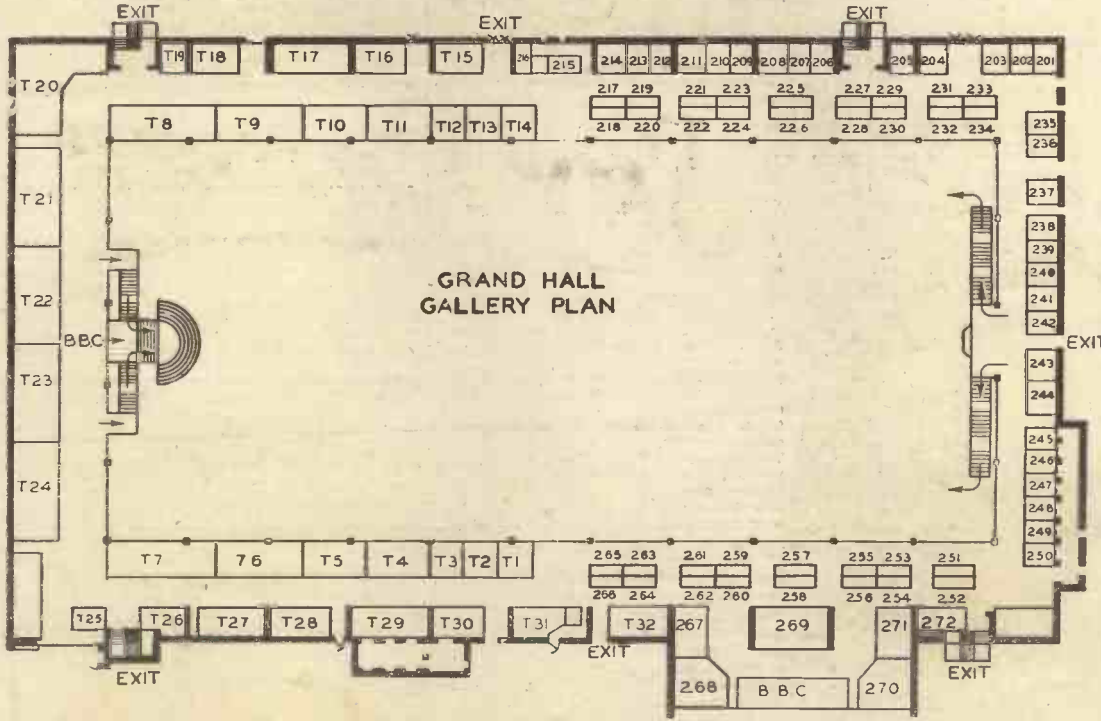 EXIT
EXIT
EXIT
T20
T19 T18 T17 T16 T15 216 215 214 213 212 211 210 209 208 207 206 205 204 203 202 201
217 219 221 223 225 227 229 231 233
T8 T9 T10 T11 T12 T13 T14
218 220 222 224 226 228 230 232 234
235
236
T21
237
238
239
240
241
242
GRAND HALL
GALLERY PLAN
T22
BBC
EXIT
T23
243
244
T24
245
246
247
248
249
250
T7 76 T5 T4 T3 T2 T1
265 263 261 259 257 255 253 251
266 264 262 260 258 256 254 252
T25 T26 T27 T28 T29 T30 T31 T32 267 269 271 272
EXIT
EXIT
EXIT
268 BBC 270